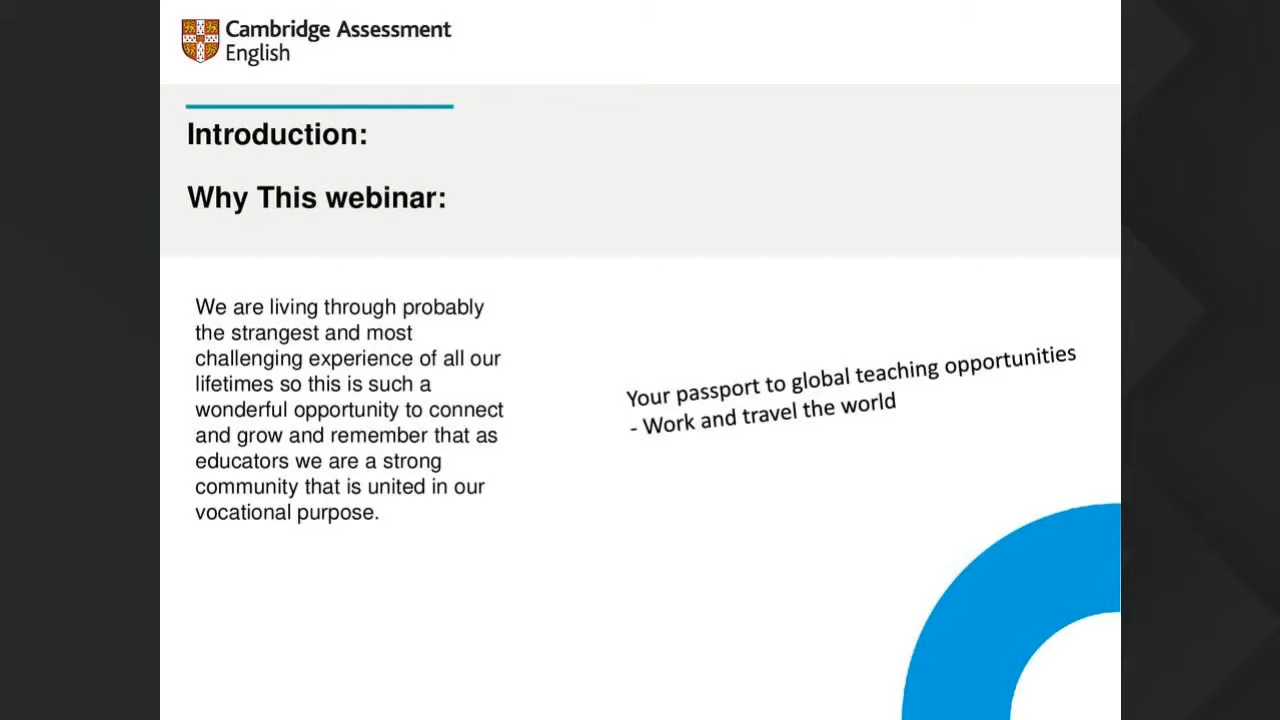 Cambridge Assessment
English
Introduction:
Why This webinar:
We are living through probably
the strangest and most
challenging experience of all our
lifetimes so this is such a
wonderful opportunity to connect
and grow and remember that as
educators we are a strong
community that is united in our
vocational purpose.
Your passport to global teaching opportunities
- Work and travel the world